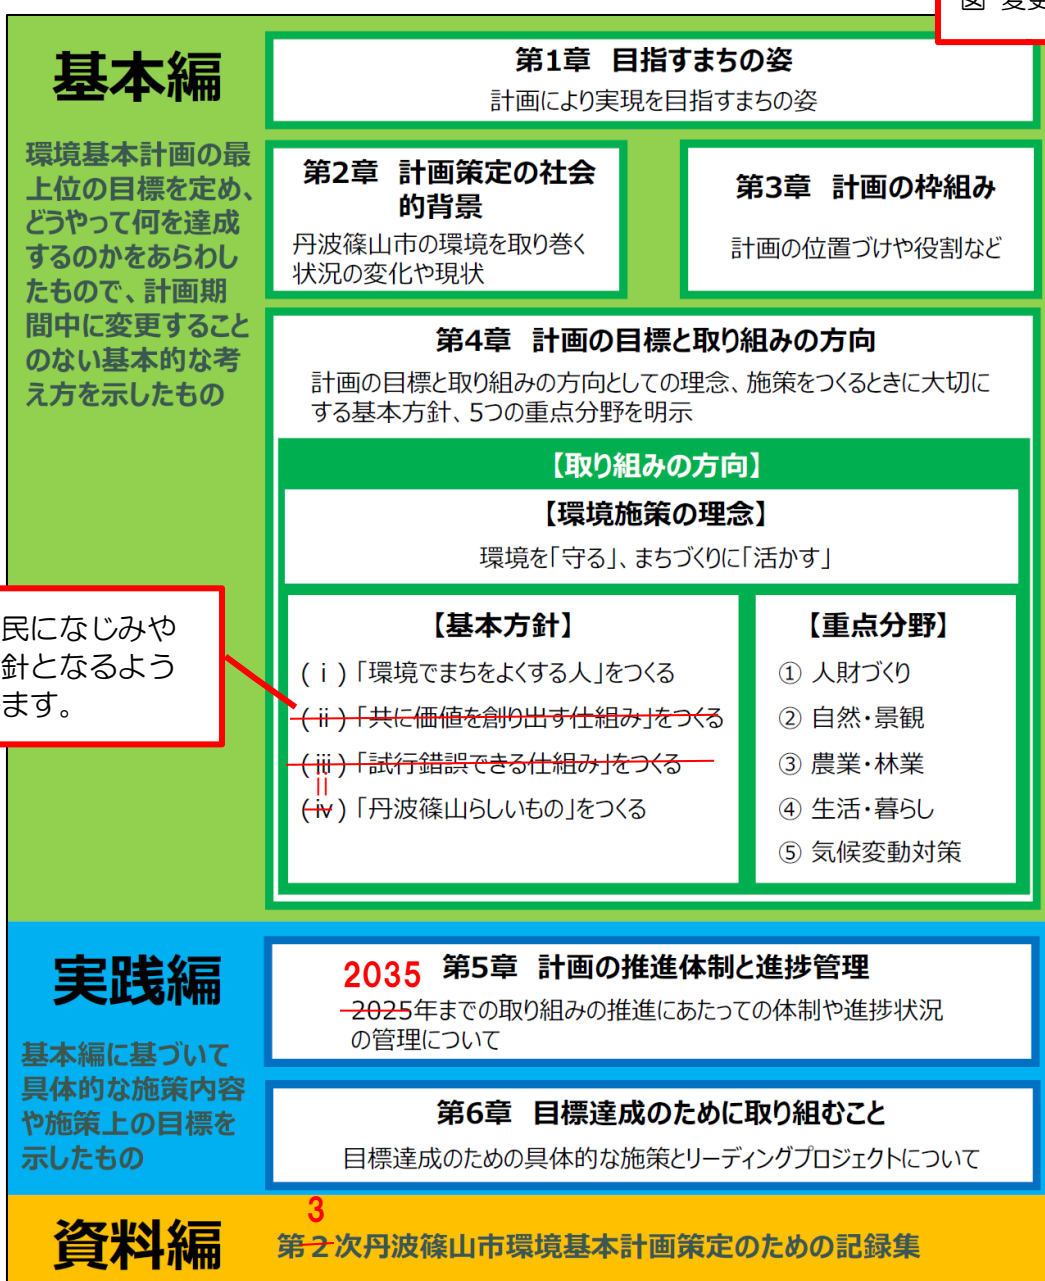 図 変更
基本編
環境基本計画の最
上位の目標を定め、
どうやって何を達成
するのかをあらわし
たもので、計画期
間中に変更すること
のない基本的な考
え方を示したもの
第1章 目指すまちの姿
計画により実現を目指すまちの姿
第2章 計画策定の社会
的背景
丹波篠山市の環境を取り巻く
状況の変化や現状
第3章 計画の枠組み
計画の位置づけや役割など
第4章 計画の目標と取り組みの方向
計画の目標と取り組みの方向としての理念、施策をつくるときに大切に
する基本方針、5つの重点分野を明示
【取り組みの方向】
【環境施策の理念】
環境を「守る」、まちづくりに「活かす」
民になじみや
針となるよう
ます。
【基本方針】
(ⅰ)「環境でまちをよくする人」をつくる
(ⅱ)「共に価値を創り出す仕組み」をつくる
(ⅲ)「試行錯誤できる仕組み」をつくる
ⅱ
(ⅳ)「丹波篠山らしいもの」をつくる
【重点分野】
① 人財づくり
② 自然・景観
③ 農業・林業
④ 生活・暮らし
⑤ 気候変動対策
実践編
基本編に基づいて
具体的な施策内容
や施策上の目標を
示したもの
第5章 計画の推進体制と進捗管理
2035
2025年までの取り組みの推進にあたっての体制や進捗状況
の管理について
第6章 目標達成のために取り組むこと
目標達成のための具体的な施策とリーディングプロジェクトについて
資料編
3
第2次丹波篠山市環境基本計画策定のための記録集